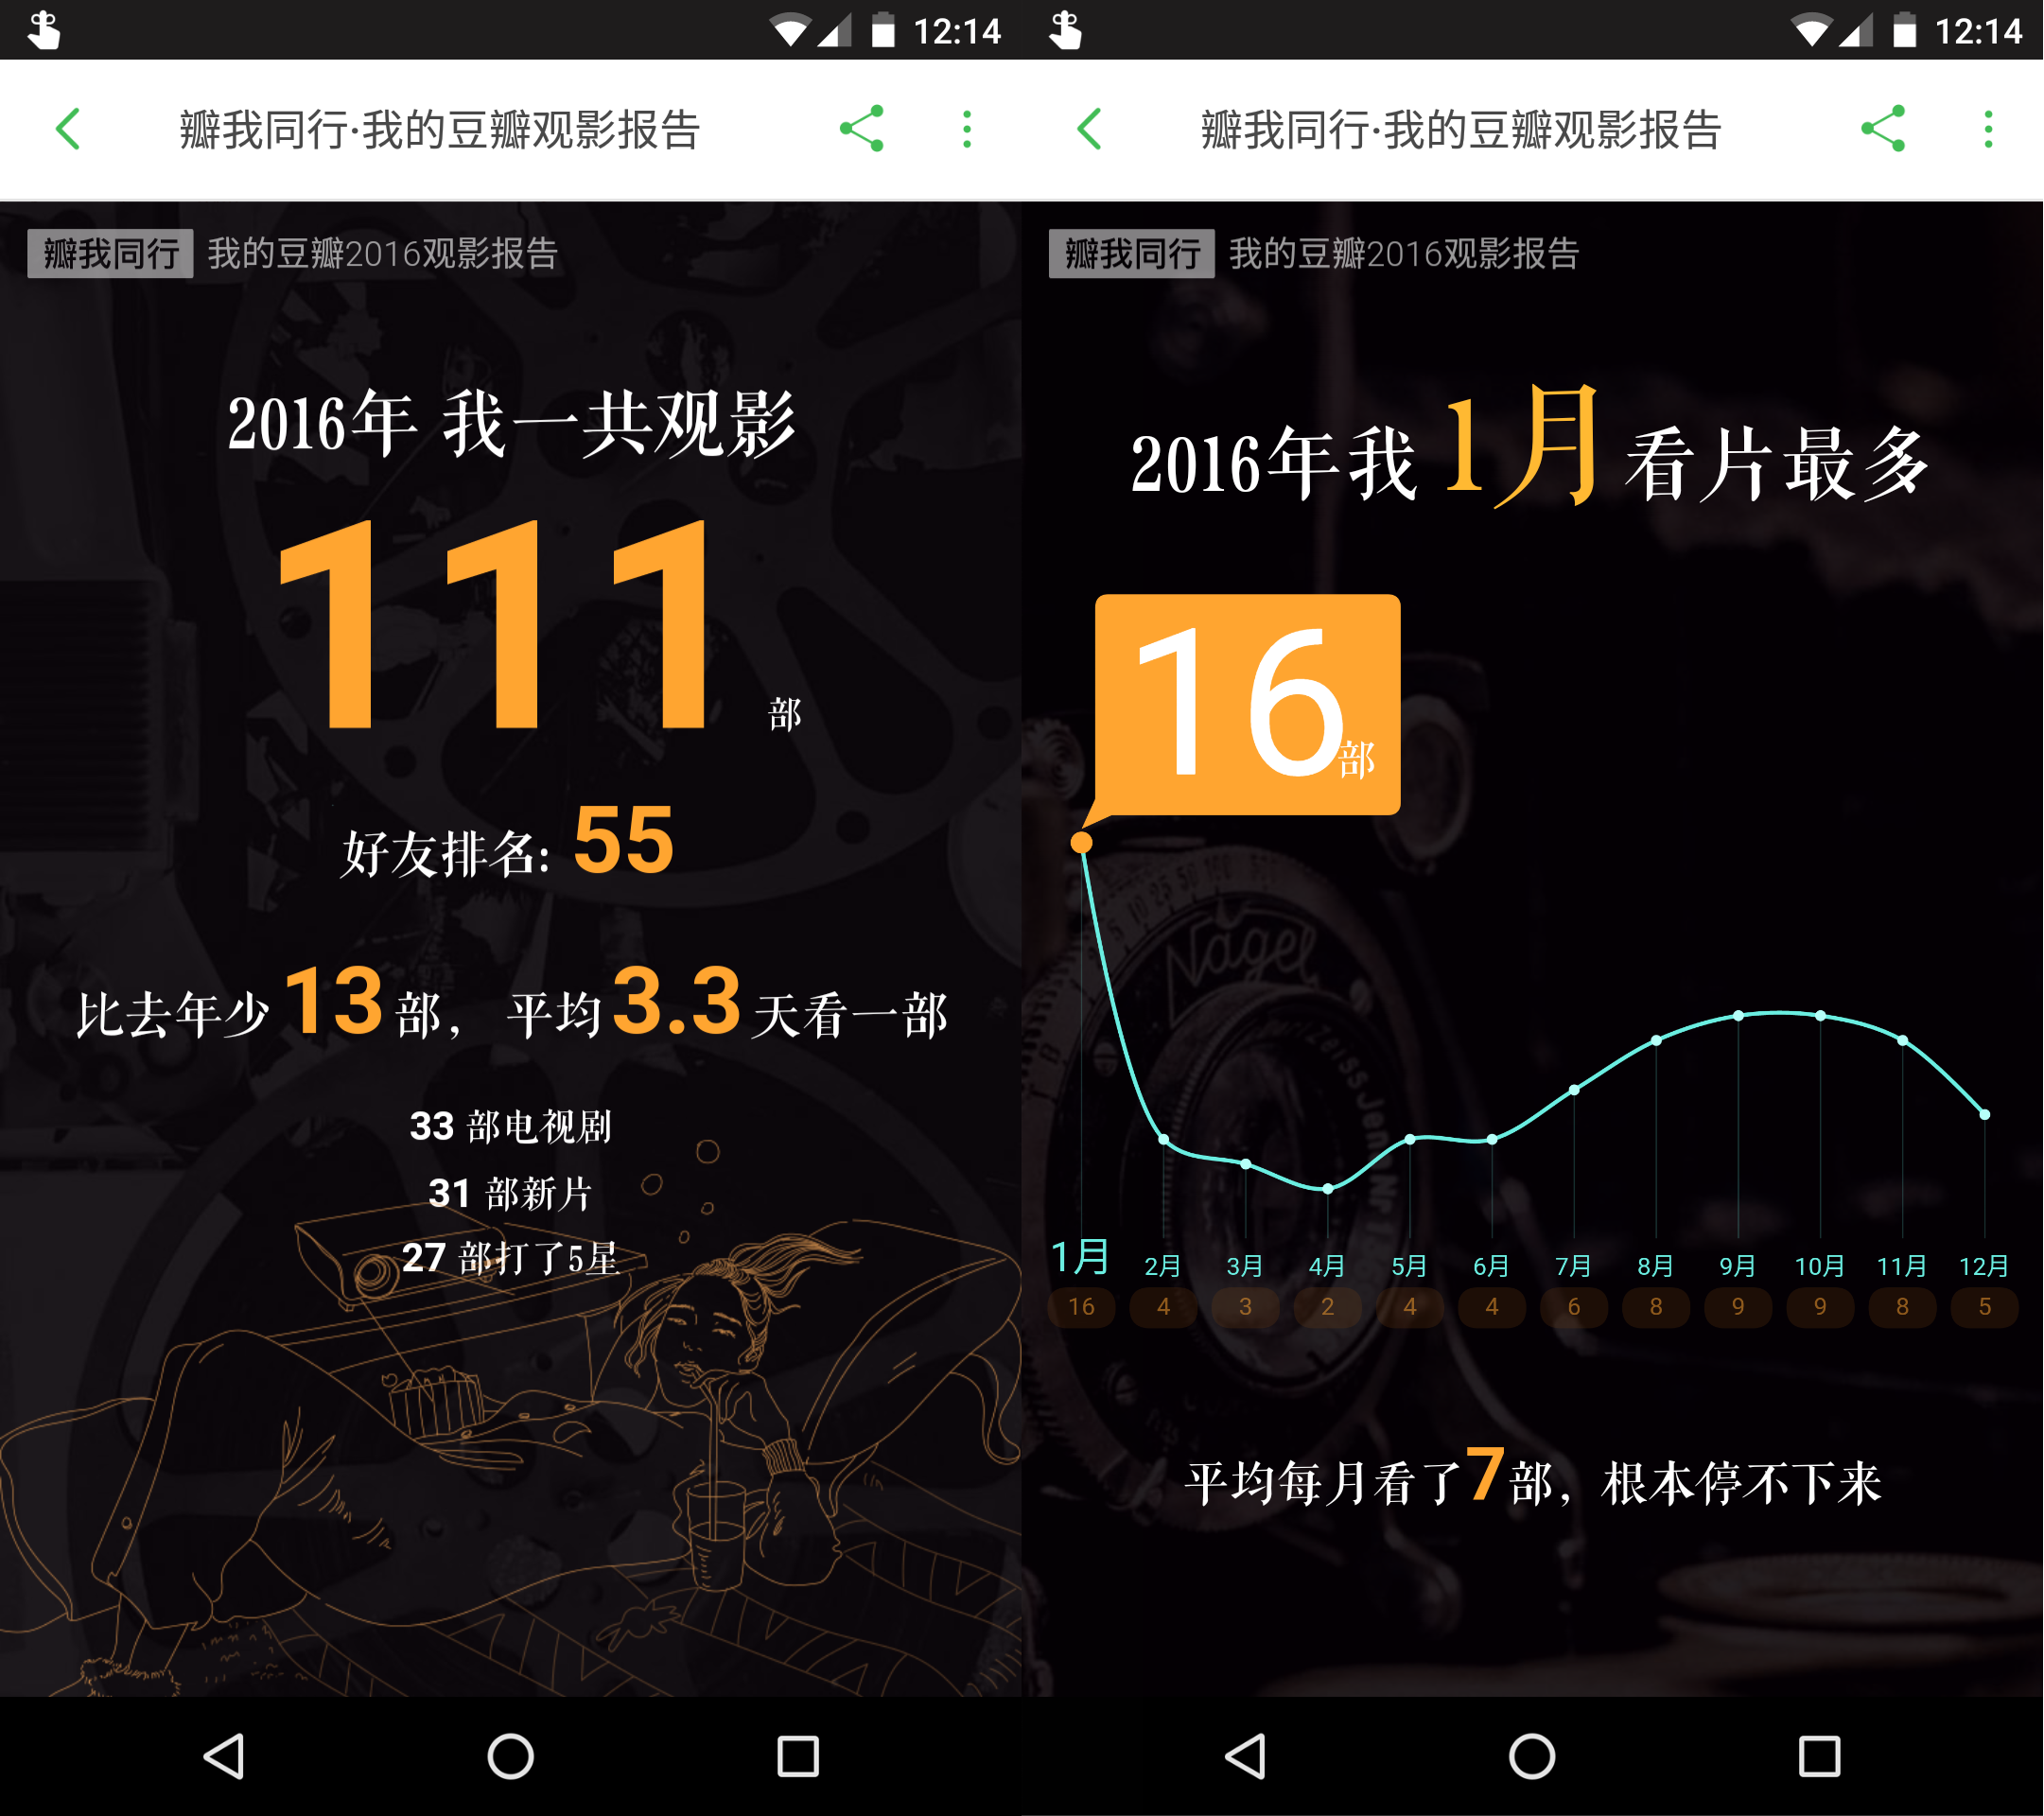 12:14
瓣我同行·我的豆瓣观影报告
瓣我同行 我的豆瓣2016观影报告
2016年 我一共观影
111 部
好友排名: 55
比去年少 13 部， 平均 3.3 天看一部
33 部电视剧
31 部新片
27 部打了5星
12:14
瓣我同行·我的豆瓣观影报告
瓣我同行 我的豆瓣2016观影报告
2016年我 1月 看片最多
16部
Nagel
Zeiss Jena Nr
1月 2月 3月 4月 5月 6月 7月 8月 9月 10月 11月 12月
16 4 3 2 4 4 6 8 9 9 8 5
平均每月看了7部，根本停不下来